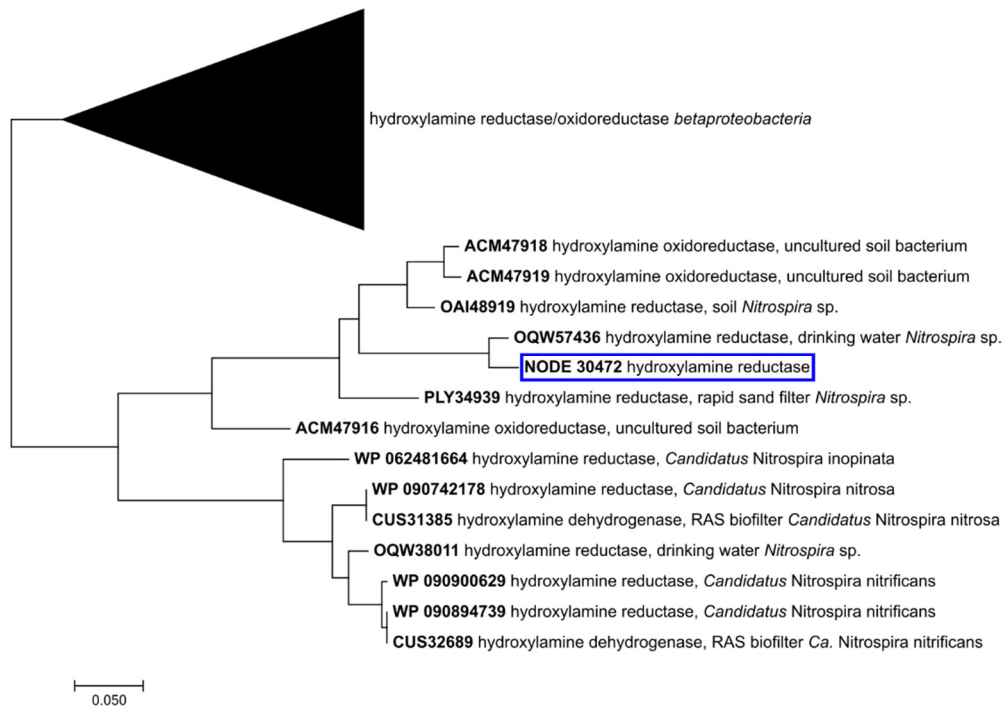 hydroxylamine reductase/oxidoreductase betaproteobacteria
ACM47918 hydroxylamine oxidoreductase, uncultured soil bacterium
ACM47919 hydroxylamine oxidoreductase, uncultured soil bacterium
OAI48919 hydroxylamine reductase, soil Nitrospira sp.
OQW57436 hydroxylamine reductase, drinking water Nitrospira sp.
NODE 30472 hydroxylamine reductase
PLY34939 hydroxylamine reductase, rapid sand filter Nitrospira sp.
ACM47916 hydroxylamine oxidoreductase, uncultured soil bacterium
WP 062481664 hydroxylamine reductase, Candidatus Nitrospira inopinata
WP 090742178 hydroxylamine reductase, Candidatus Nitrospira nitrosa
CUS31385 hydroxylamine dehydrogenase, RAS biofilter Candidatus Nitrospira nitrosa
OQW38011 hydroxylamine reductase, drinking water Nitrospira sp.
WP 090900629 hydroxylamine reductase, Candidatus Nitrospira nitrificans
WP 090894739 hydroxylamine reductase, Candidatus Nitrospira nitrificans
CUS32689 hydroxylamine dehydrogenase, RAS biofilter Ca. Nitrospira nitrificans
0.050